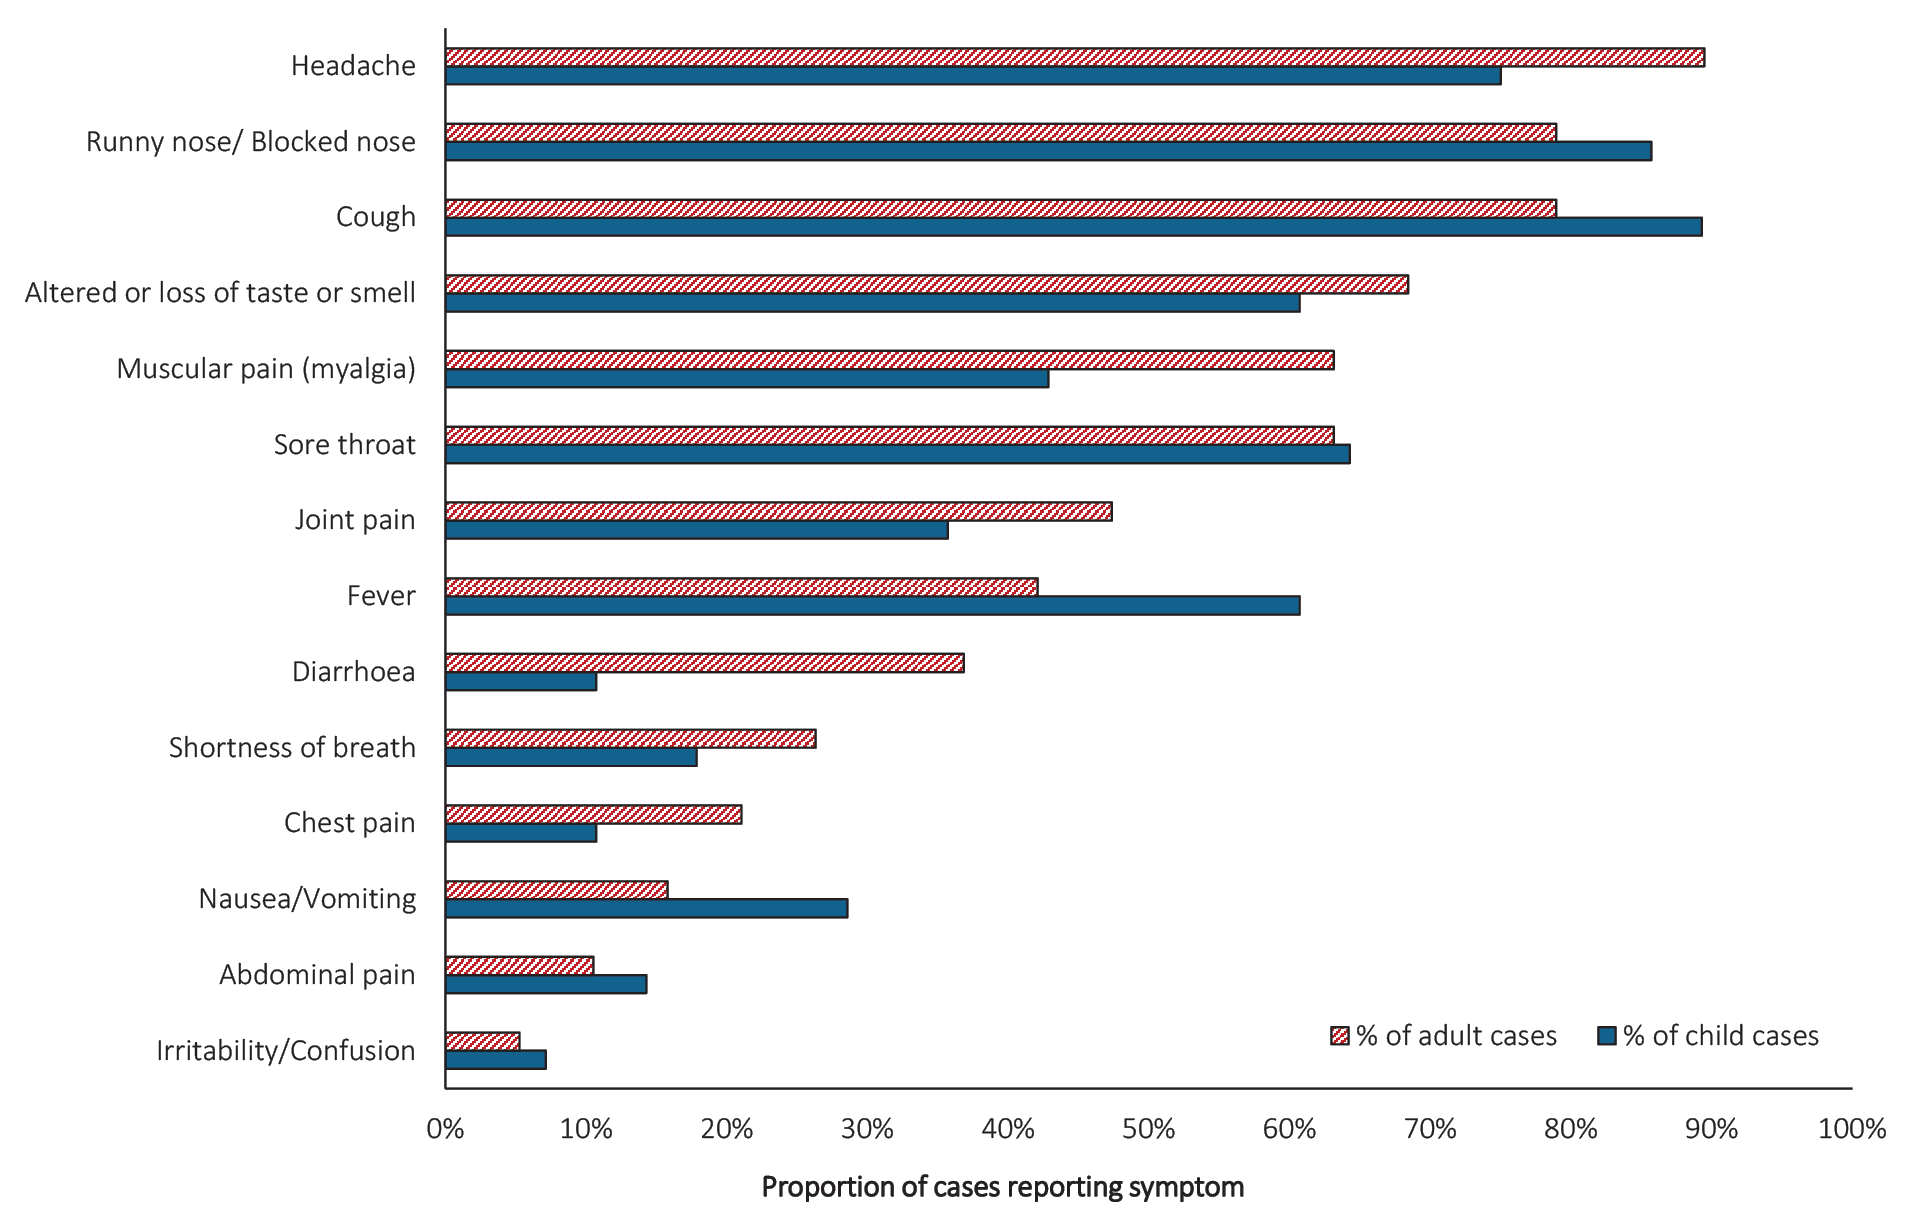 Headache
Runny nose/ Blocked nose
Cough
Altered or loss of taste or smell
Muscular pain (myalgia)
Sore throat
Joint pain
Fever
Diarrhoea
Shortness of breath
Chest pain
Nausea/Vomiting
Abdominal pain
Irritability/Confusion
% of adult cases % of child cases
0% 10% 20% 30% 40% 50% 60% 70% 80% 90% 100%
Proportion of cases reporting symptom